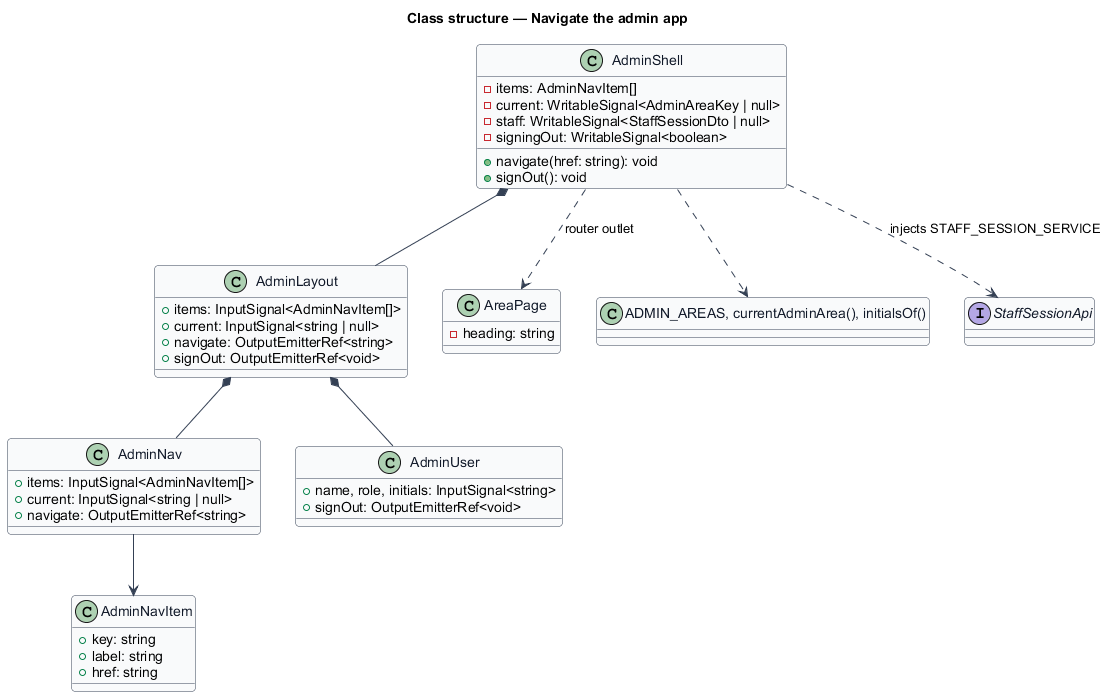 Class structure — Navigate the admin app
C AdminShell
items: AdminNavItem[]
current: WritableSignal<AdminAreaKey | null>
staff: WritableSignal<StaffSessionDto | null>
signingOut: WritableSignal<boolean>
navigate(href: string): void
signOut(): void
router outlet
injects STAFF_SESSION_SERVICE
C AdminLayout
items: InputSignal<AdminNavItem[]>
current: InputSignal<string | null>
navigate: OutputEmitterRef<string>
signOut: OutputEmitterRef<void>
C AreaPage
heading: string
C ADMIN_AREAS, currentAdminArea(), initialsOf()
I StaffSessionApi
C AdminNav
items: InputSignal<AdminNavItem[]>
current: InputSignal<string | null>
navigate: OutputEmitterRef<string>
C AdminUser
name, role, initials: InputSignal<string>
signOut: OutputEmitterRef<void>
C AdminNavItem
key: string
label: string
href: string